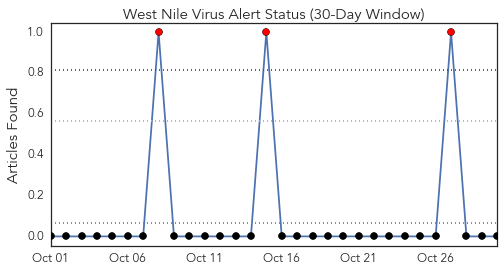 West Nile Virus Alert Status (30-Day Window)
Articles Found
1.0
0.8
0.6
0.4
0.2
0.0
Oct 01 Oct 06 Oct 11 Oct 16 Oct 21 Oct 26